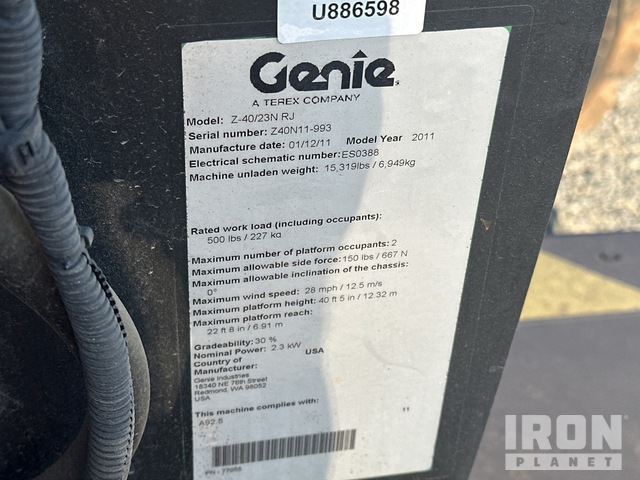 U886598
Genie
A TEREX COMPANY
Model: Z-40/23N RJ
Serial number: Z40N11-993
Manufacture date: 01/12/11 Model Year 2011
Electrical schematic number: ES0388
Machine unladen weight: 15,319lbs / 6,949kg
Rated work load (including occupants):
500 lbs / 227 kg
Maximum number of platform occupants: 2
Maximum allowable side force: 150 lbs / 667 N
Maximum allowable inclination of the chassis:
0°
Maximum wind speed: 28 mph / 12.5 m/s
Maximum platform height: 40 ft 5 in / 12.32 m
Maximum platform reach:
22 ft 8 in / 6.91 m
Gradeability: 30 %
Nominal Power: 2.3 kW
Country of USA
Manufacturer:
Genie Industries
18340 NE 76th Street
Redmond, WA 98052
USA
This machine complies with:
A92.5 11
PN - 77055
IRON
PLANET